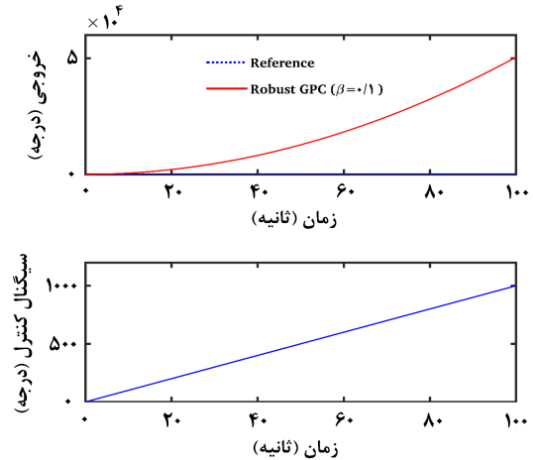 × ۱۰⁴
خروجی (درجه)
۵
۰
Reference
Robust GPC (β=۰/۱)
۰ ۲۰ ۴۰ ۶۰ ۸۰ ۱۰۰
زمان (ثانیه)
سیگنال کنترل (درجه)
۱۰۰۰
۵۰۰
۰
۰ ۲۰ ۴۰ ۶۰ ۸۰ ۱۰۰
زمان (ثانیه)